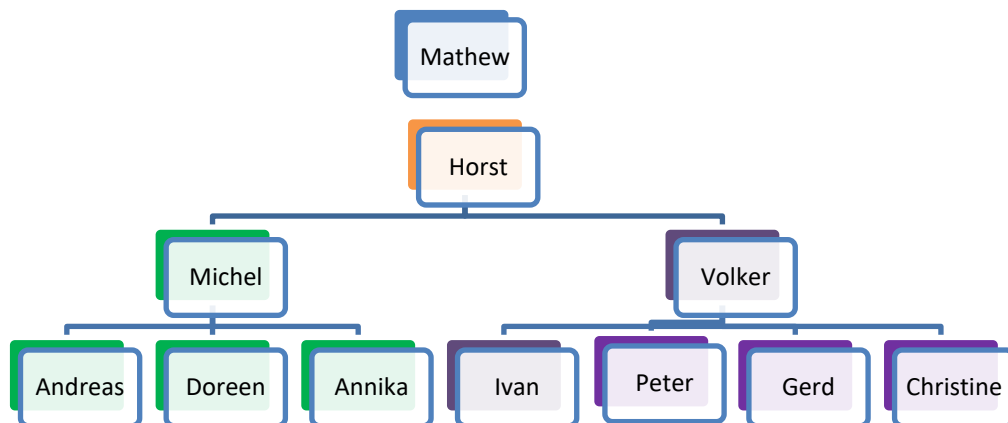 Mathew
Horst
Michel
Volker
Andreas
Doreen
Annika
Ivan
Peter
Gerd
Christine